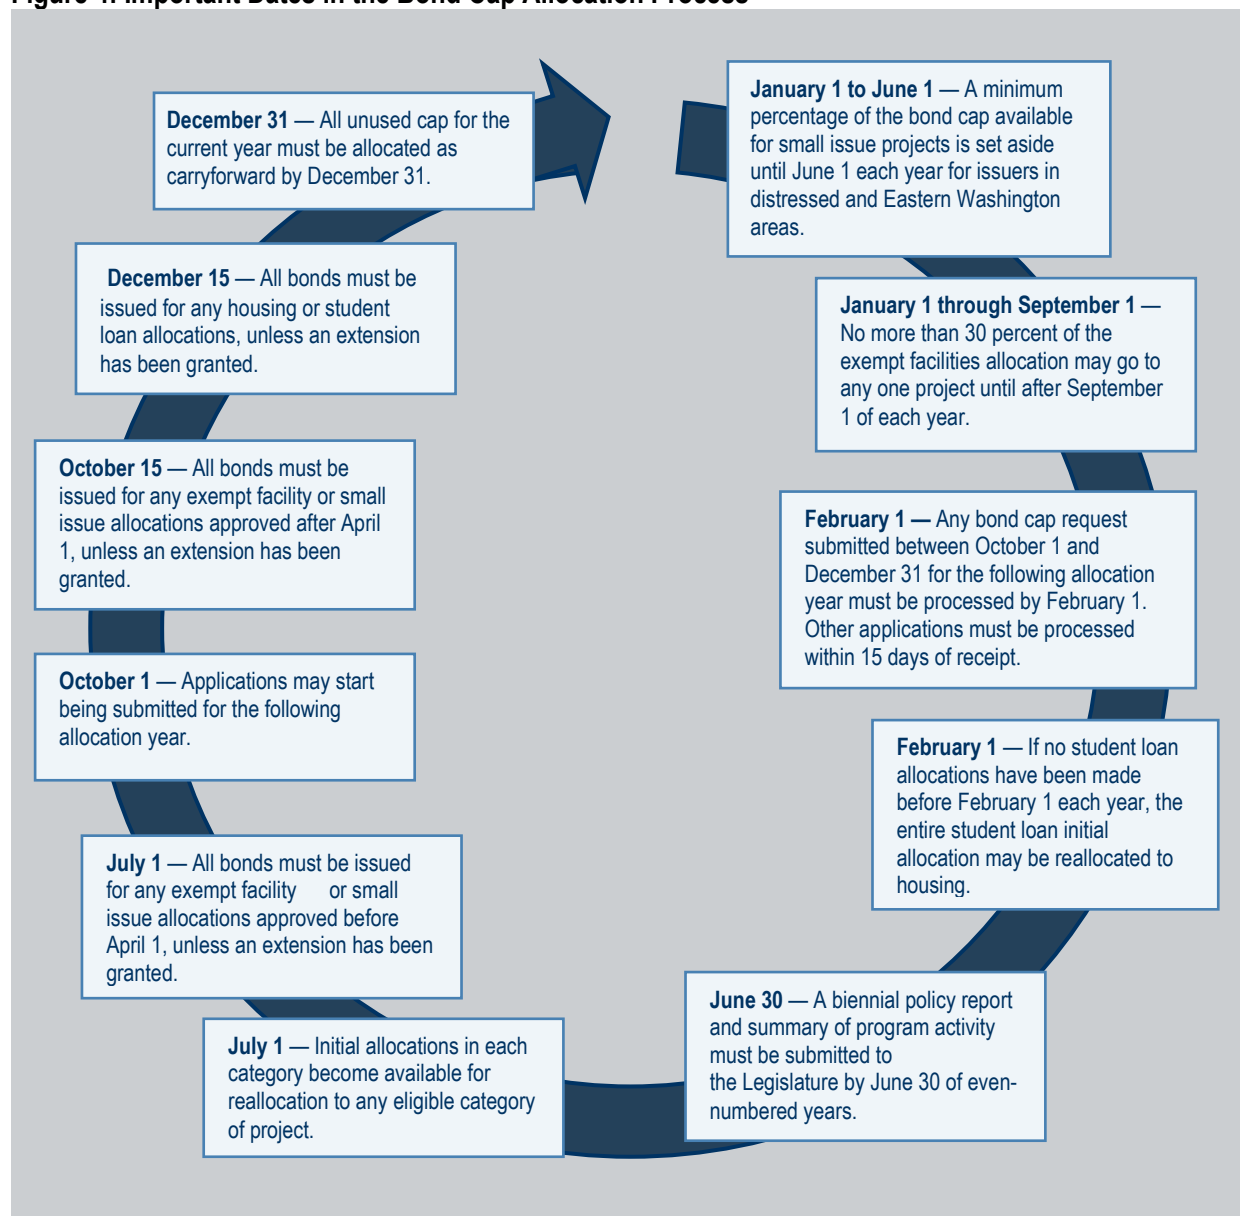 Figure 4: Important Dates in the Bond Cap Allocation Process
January 1 to June 1 — A minimum
percentage of the bond cap available
for small issue projects is set aside
until June 1 each year for issuers in
distressed and Eastern Washington
areas.
January 1 through September 1 —
No more than 30 percent of the
exempt facilities allocation may go to
any one project until after September
1 of each year.
February 1 — Any bond cap request
submitted between October 1 and
December 31 for the following allocation
year must be processed by February 1.
Other applications must be processed
within 15 days of receipt.
February 1 — If no student loan
allocations have been made
before February 1 each year, the
entire student loan initial
allocation may be reallocated to
housing.
June 30 — A biennial policy report
and summary of program activity
must be submitted to
the Legislature by June 30 of even-
numbered years.
July 1 — Initial allocations in each
category become available for
reallocation to any eligible category
of project.
July 1 — All bonds must be issued
for any exempt facility or small
issue allocations approved before
April 1, unless an extension has been
granted.
October 1 — Applications may start
being submitted for the following
allocation year.
October 15 — All bonds must be
issued for any exempt facility or small
issue allocations approved after April
1, unless an extension has been
granted.
December 15 — All bonds must be
issued for any housing or student
loan allocations, unless an extension
has been granted.
December 31 — All unused cap for the
current year must be allocated as
carryforward by December 31.